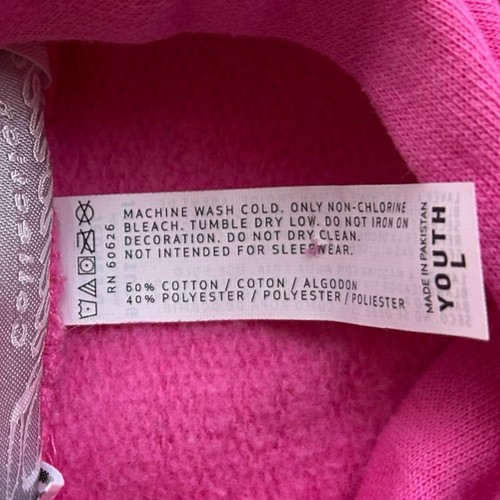 MACHINE WASH COLD. ONLY NON-CHLORINE
BLEACH. TUMBLE DRY LOW. DO NOT IRON ON
DECORATION. DO NOT DRY CLEAN.
NOT INTENDED FOR SLEEPWEAR.
60% COTTON / COTON / ALGODON
40% POLYESTER / POLYESTER / POLIESTER
RN 60626
MADE IN PAKISTAN
YOUTH
L